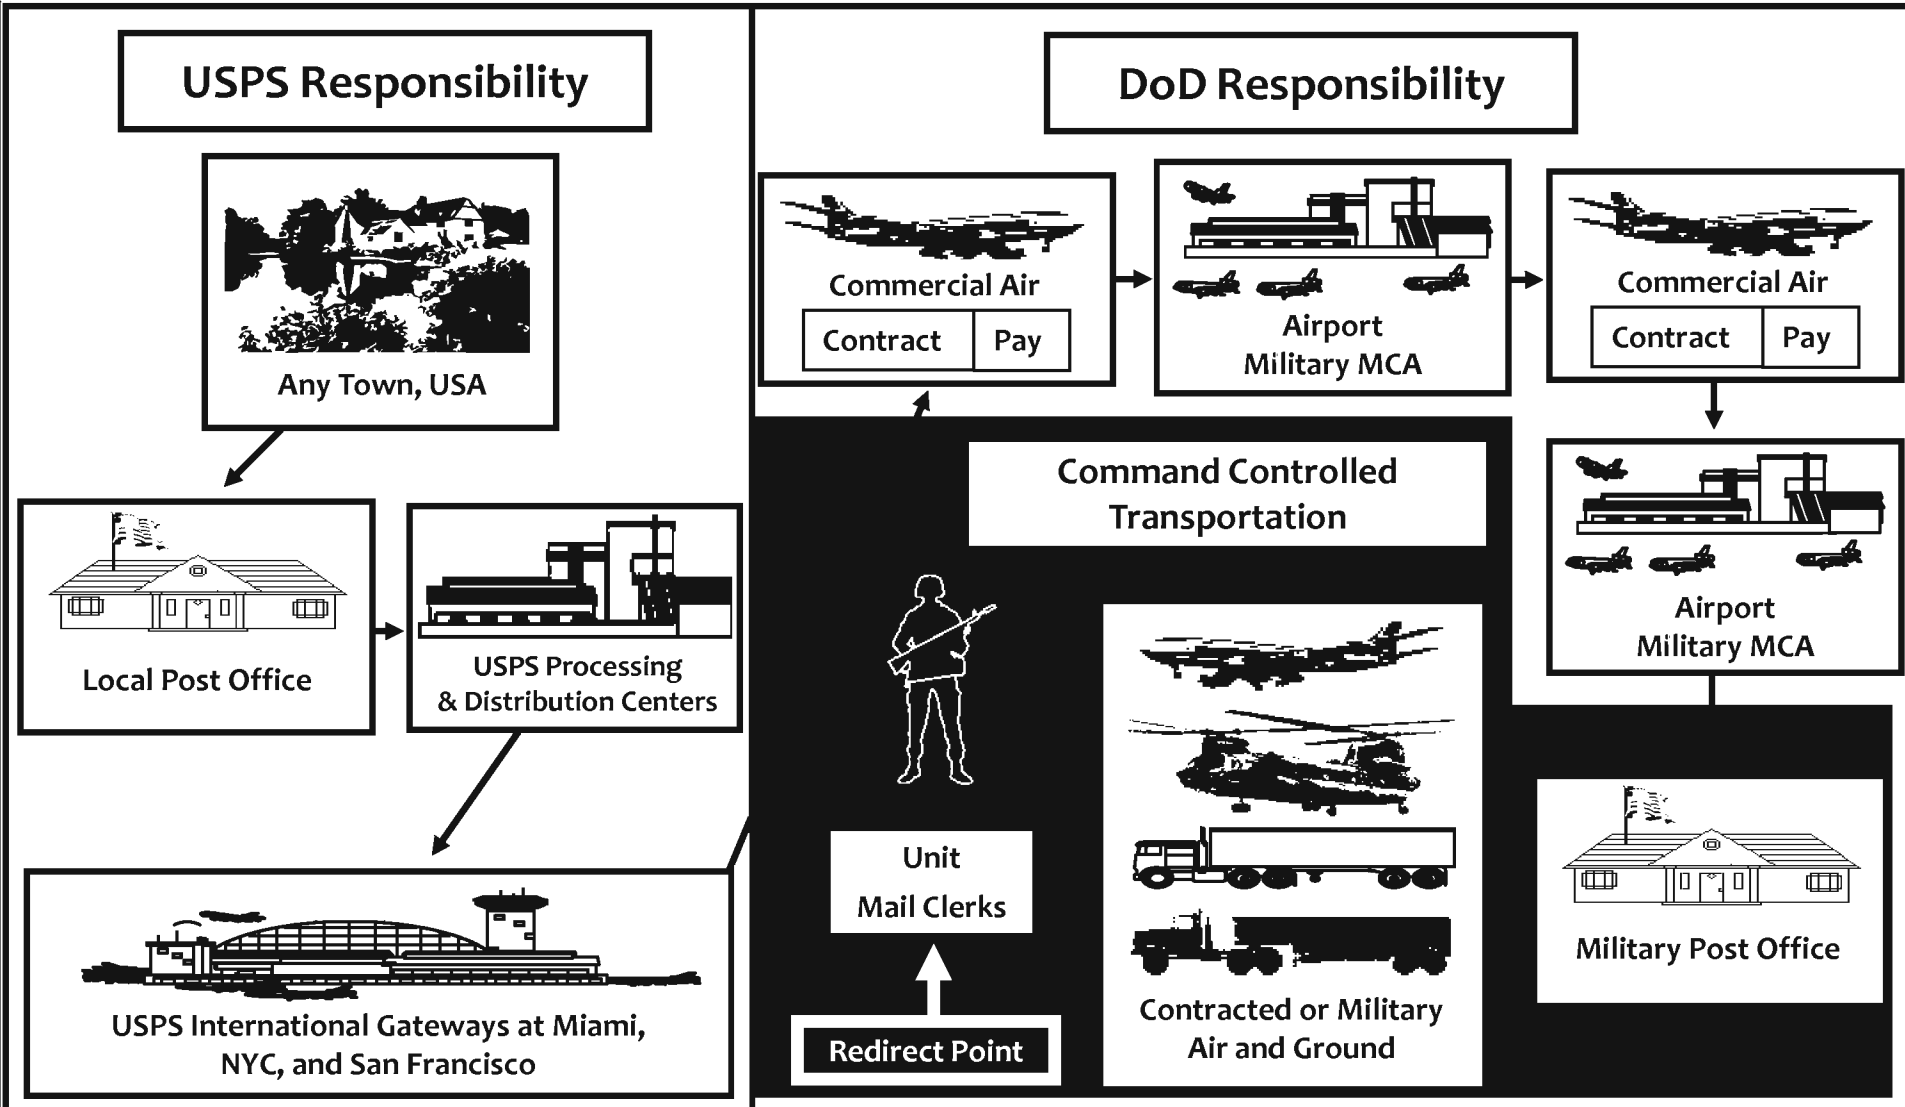 USPS Responsibility
Any Town, USA
Local Post Office
USPS Processing
& Distribution Centers
USPS International Gateways at Miami,
NYC, and San Francisco
DoD Responsibility
Commercial Air
Contract
Pay
Airport
Military MCA
Commercial Air
Contract
Pay
Airport
Military MCA
Command Controlled
Transportation
Unit
Mail Clerks
Redirect Point
Contracted or Military
Air and Ground
Military Post Office